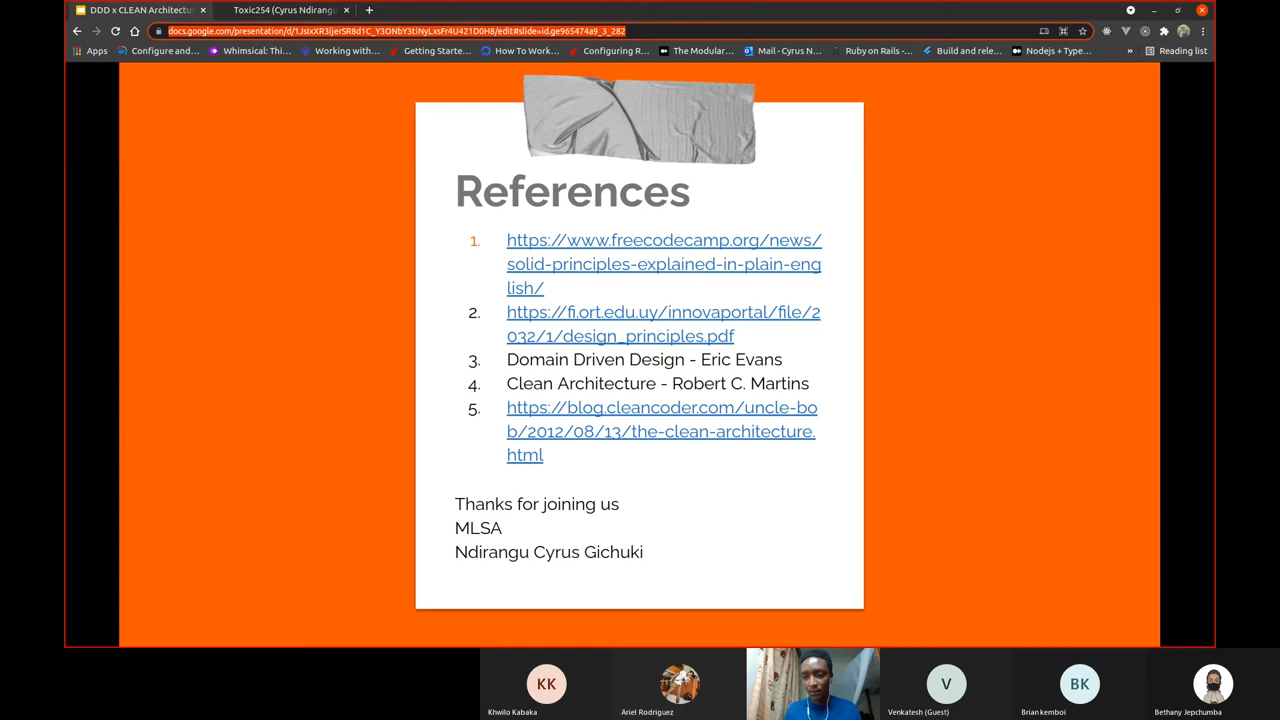 DDD x CLEAN Architectu
Toxic254 (Cyrus Ndirangu
docs.google.com/presentation/d/
/edit#slide=id.ge965474a9_3_282
Apps
Configure and...
Whimsical: Thi...
Working with...
Getting Starte...
How To Work...
Configuring R...
The Modular...
Mail - Cyrus N...
Ruby on Rails -...
Build and rele...
Nodejs + Type...
»
Reading list
References
1. https://www.freecodecamp.org/news/
solid-principles-explained-in-plain-eng
lish/
2. https://fi.ort.edu.uy/innovaportal/file/2
032/1/design_principles.pdf
3. Domain Driven Design - Eric Evans
4. Clean Architecture - Robert C. Martins
5. https://blog.cleancoder.com/uncle-bo
b/2012/08/13/the-clean-architecture.
html
Thanks for joining us
MLSA
Ndirangu Cyrus Gichuki
KK
V
BK
Khwilo Kabaka
Ariel Rodriguez
Venkatesh (Guest)
Brian kemboi
Bethany Jepchumba